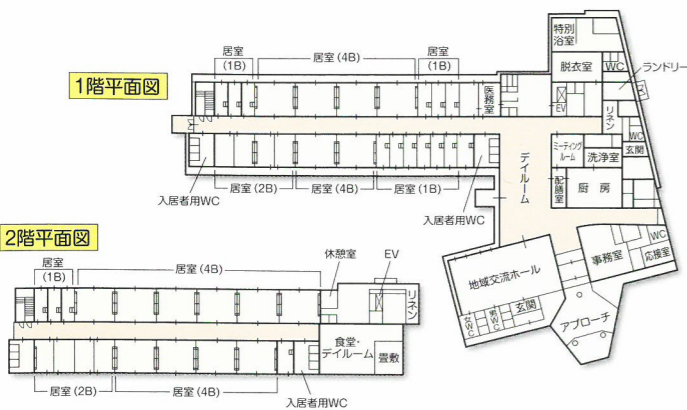 1階平面図
居室
(1B)
居室(4B)
居室
(1B)
特別
浴室
脱衣室
WC
ランドリー
医務室
EV
リネン
WC
玄関
ミーティング
ルーム
洗浄室
デイルーム
配膳室
厨房
入居者用WC
居室(2B)
居室(4B)
居室(1B)
入居者用WC
WC
事務室
応接室
地域交流ホール
女WC
男WC
玄関
アプローチ
2階平面図
居室
(1B)
居室(4B)
休憩室
EV
リネン
食堂・
デイルーム
畳敷
居室(2B)
居室(4B)
入居者用WC